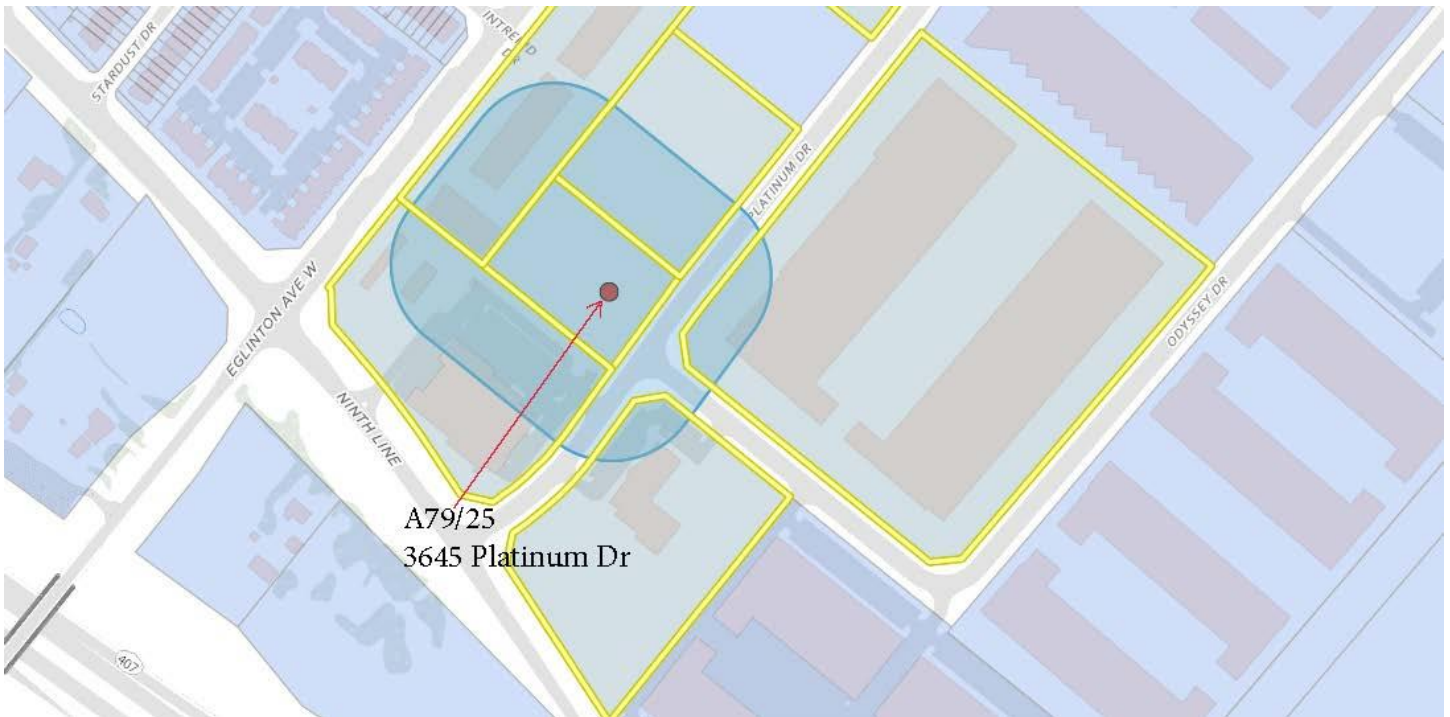 INTREPID
DR
STARDUST DR
PLATINUM DR
EGLINTON AVE W
ODYSSEY DR
NINTH LINE
A79/25
3645 Platinum Dr
407